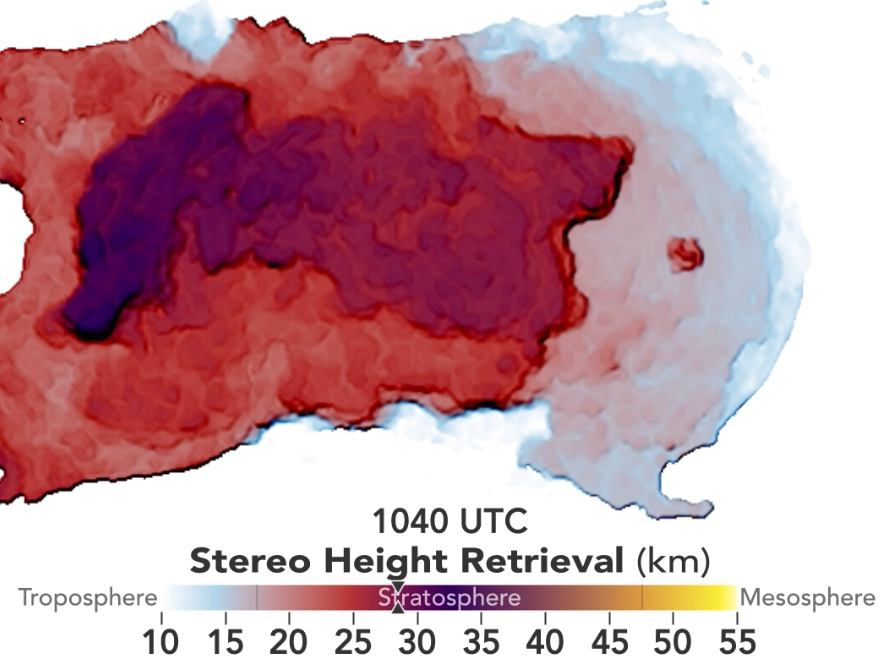 1040 UTC
Stereo Height Retrieval (km)
Troposphere Stratosphere Mesosphere
10 15 20 25 30 35 40 45 50 55